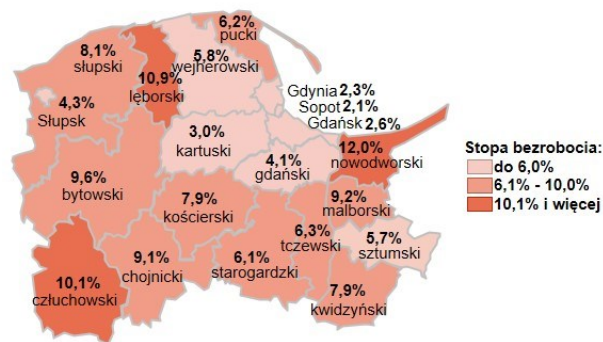 6,2%
pucki
8,1%
słupski
5,8%
wejherowski
10,9%
lęborski
Gdynia 2,3%
Sopot 2,1%
Gdańsk 2,6%
4,3%
Słupsk
3,0%
kartuski
12,0%
nowodworski
4,1%
gdański
Stopa bezrobocia:
do 6,0%
6,1% - 10,0%
10,1% i więcej
9,6%
bytowski
7,9%
kościerski
9,2%
malborski
6,3%
tczewski
5,7%
sztumski
9,1%
chojnicki
6,1%
starogardzki
10,1%
człuchowski
7,9%
kwidzyński